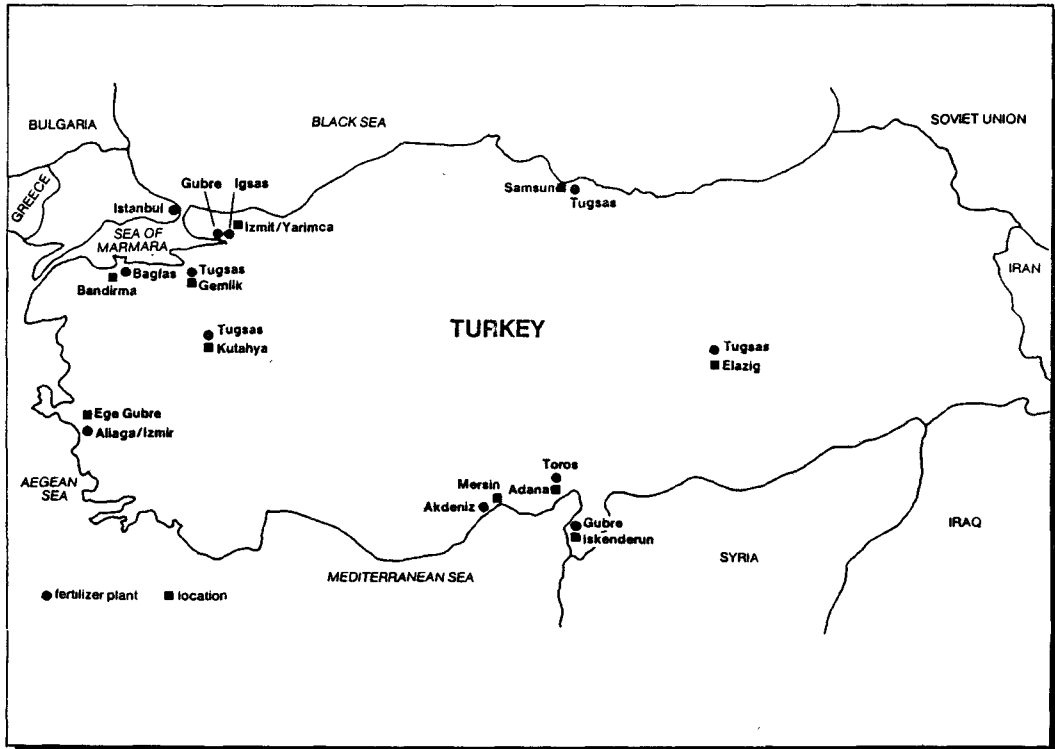 BULGARIA
BLACK SEA
SOVIET UNION
GREECE
Gubre Igsas
Istanbul
Samsun
Tugsas
Izmit/Yarimca
SEA OF
MARMARA
IRAN
Bagfas
Tugsas
Bandirma
Gemlik
TURKEY
Tugsas
Kutahya
Tugsas
Elazig
Ege Gubre
Aliaga/Izmir
AEGEAN
SEA
Toros
Mersin
Adana
Akdeniz
Gubre
Iskenderun
IRAQ
SYRIA
MEDITERRANEAN SEA
fertilizer plant location